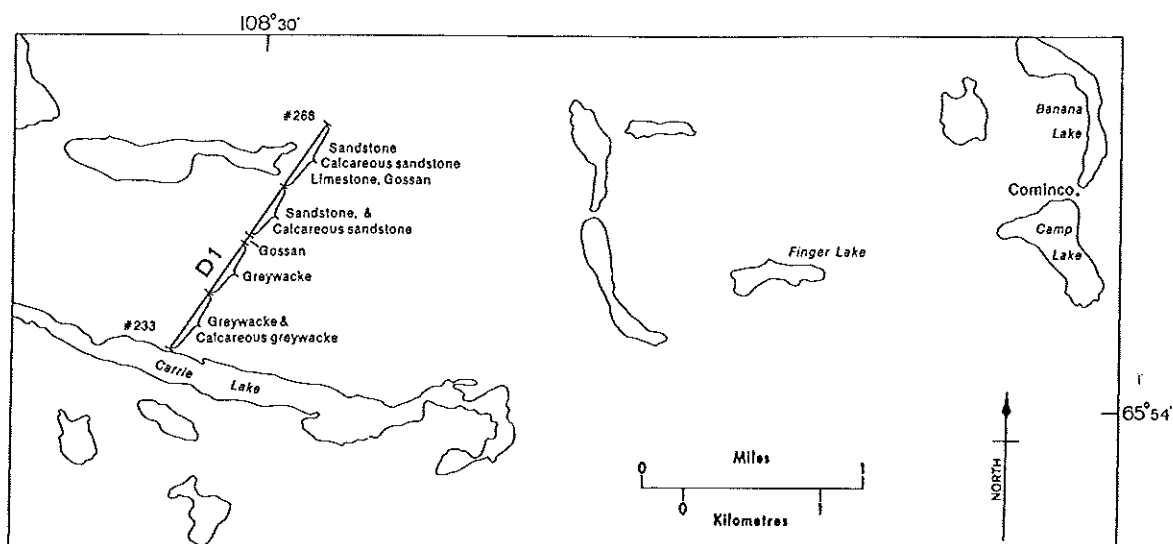 108°30'
#268
Sandstone
Calcareous sandstone
Limestone, Gossan
Sandstone, &
Calcareous sandstone
Gossan
Greywacke
D1
#233
Greywacke &
Calcareous greywacke
Carrie Lake
Finger Lake
Banana
Lake
Cominco.
Camp
Lake
65°54'
NORTH
Miles
0 1
0 1
Kilometres